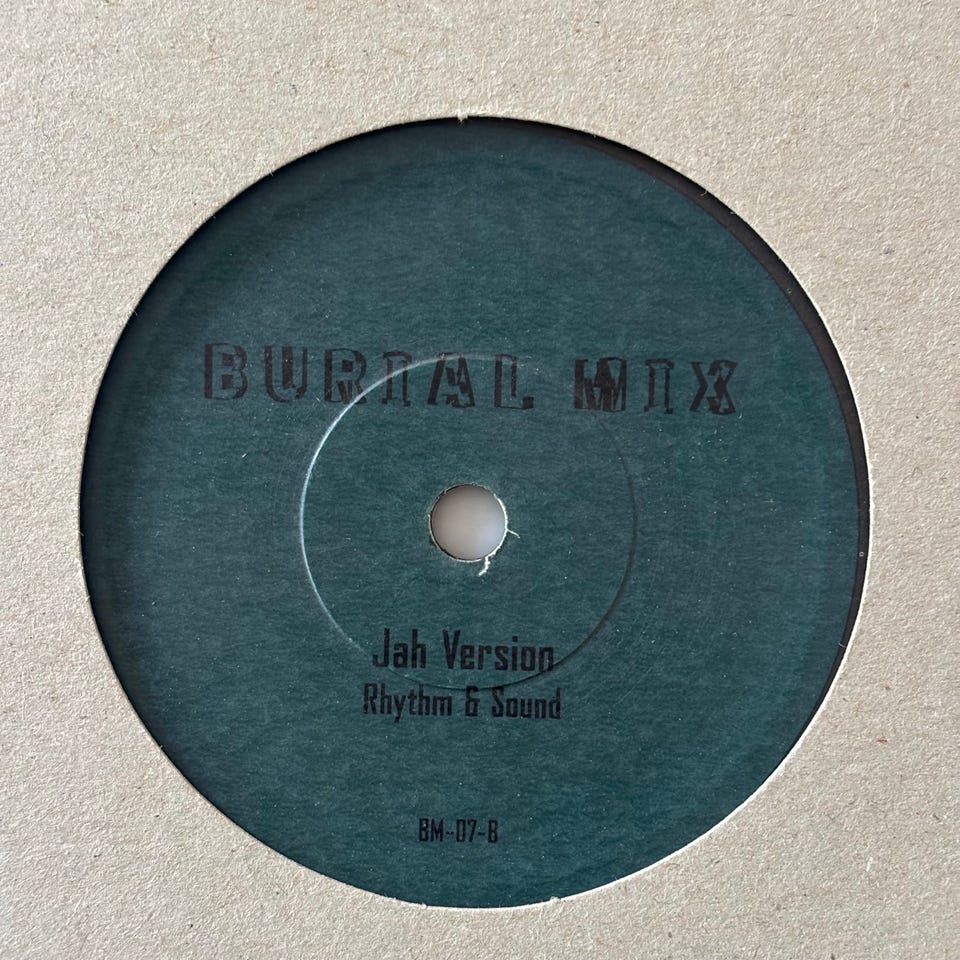 BURIAL MIX
Jah Version
Rhythm & Sound
BM-07-B